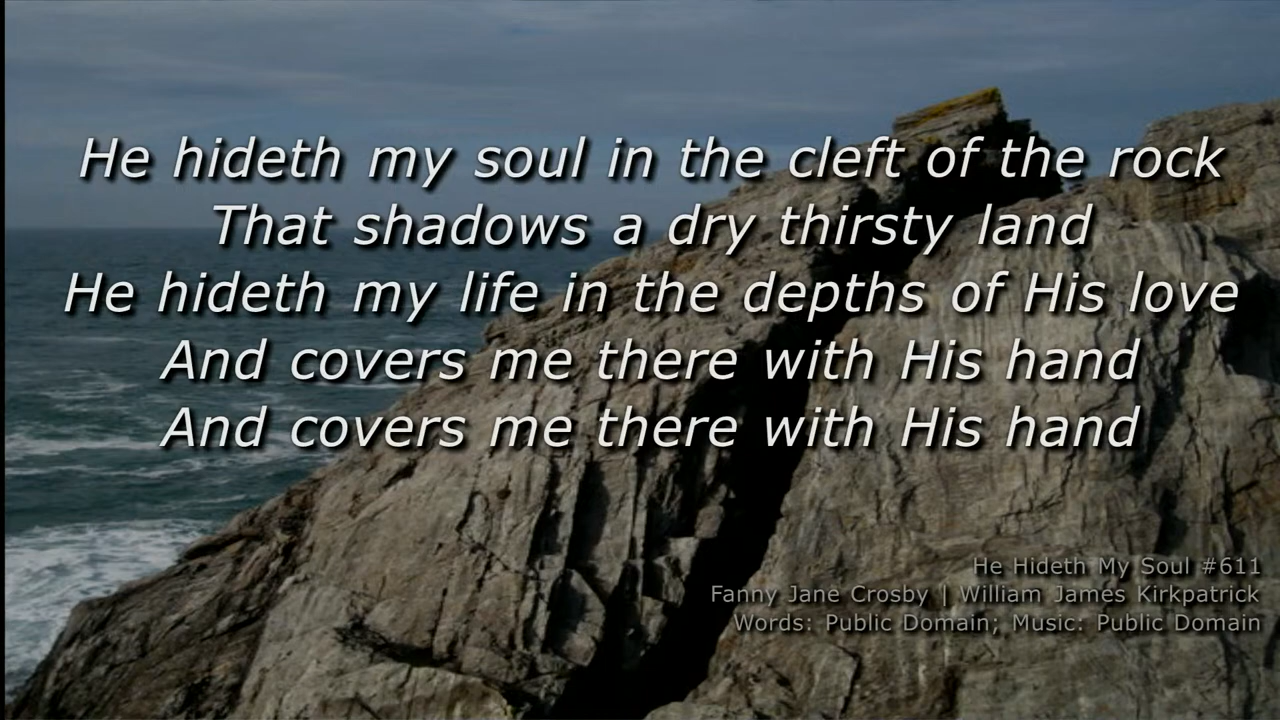 He hideth my soul in the cleft of the rock
That shadows a dry thirsty land
He hideth my life in the depths of His love
And covers me there with His hand
And covers me there with His hand
He Hideth My Soul #611
Fanny Jane Crosby | William James Kirkpatrick
Words: Public Domain; Music: Public Domain